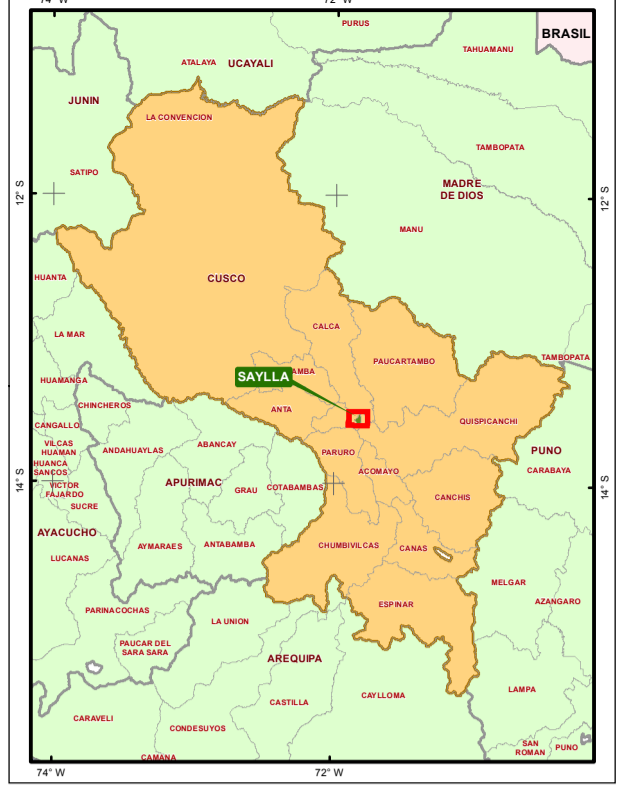 74° W
72° W
PURUS
BRASIL
TAHUAMANU
ATALAYA
UCAYALI
JUNIN
LA CONVENCION
TAMBOPATA
SATIPO
MADRE
DE DIOS
12° S
12° S
MANU
HUANTA
CUSCO
CALCA
LA MAR
PAUCARTAMBO
TAMBOPATA
SAYLLA
AMBA
HUAMANGA
CHINCHEROS
ANTA
QUISPICANCHI
CANGALLO
VILCAS
HUAMAN
ANDAHUAYLAS
ABANCAY
PARURO
PUNO
HUANCA
SANCOS
ACOMAYO
CARABAYA
14° S
14° S
APURIMAC
VICTOR
FAJARDO
GRAU
COTABAMBAS
CANCHIS
SUCRE
AYACUCHO
AYMARAES
ANTABAMBA
CHUMBIVILCAS
CANAS
LUCANAS
MELGAR
PARINACOCHAS
ESPINAR
AZANGARO
LA UNION
PAUCAR DEL
SARA SARA
AREQUIPA
LAMPA
CAYLLOMA
CASTILLA
CARAVELI
CONDESUYOS
SAN
ROMAN
PUNO
CAMANA
74° W
72° W